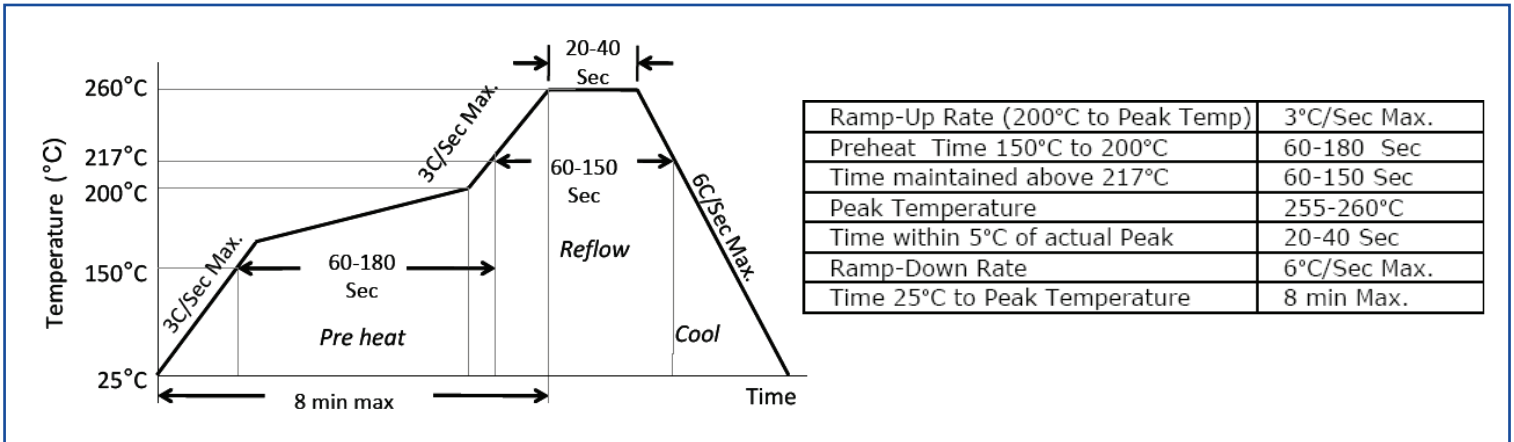 20-40
Sec
260°C
217°C
200°C
150°C
25°C
Temperature (°C)
3C/Sec Max.
3C/Sec Max.
6C/Sec Max.
60-150
Sec
Reflow
60-180
Sec
Pre heat
Cool
8 min max
Time
Ramp-Up Rate (200°C to Peak Temp) 3°C/Sec Max.
Preheat Time 150°C to 200°C 60-180 Sec
Time maintained above 217°C 60-150 Sec
Peak Temperature 255-260°C
Time within 5°C of actual Peak 20-40 Sec
Ramp-Down Rate 6°C/Sec Max.
Time 25°C to Peak Temperature 8 min Max.